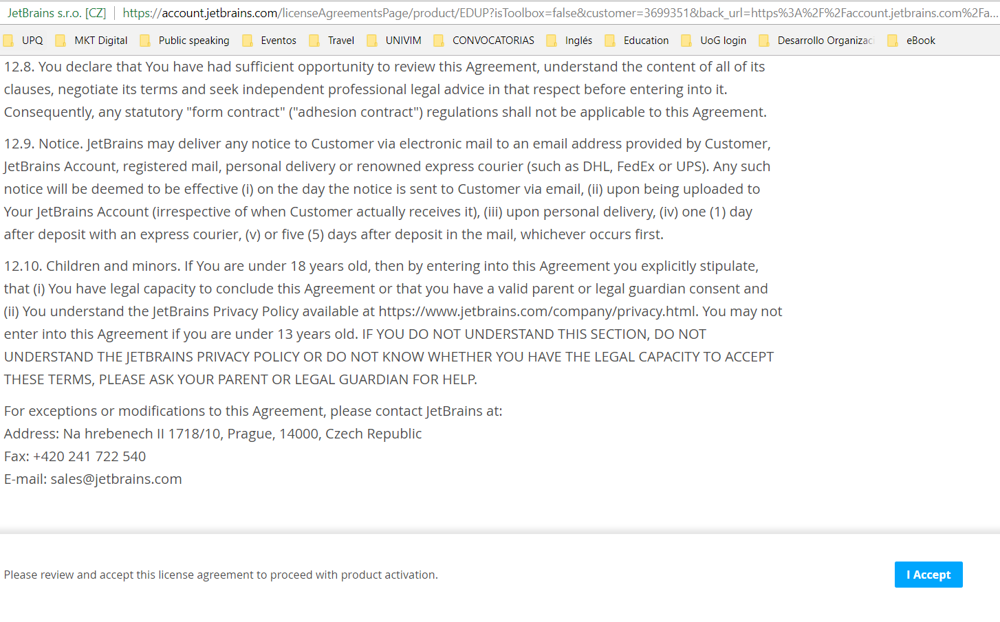 JetBrains s.r.o. [CZ] https://account.jetbrains.com/licenseAgreementsPage/product/EDUP?isToolbox=false&customer=3699351&back_url=https%3A%2F%2Faccount.jetbrains.com%2Fa...
UPQ MKT Digital Public speaking Eventos Travel UNIVIM CONVOCATORIAS Inglés Education UoG login Desarrollo Organizaci eBook
12.8. You declare that You have had sufficient opportunity to review this Agreement, understand the content of all of its
clauses, negotiate its terms and seek independent professional legal advice in that respect before entering into it.
Consequently, any statutory "form contract" ("adhesion contract") regulations shall not be applicable to this Agreement.
12.9. Notice. JetBrains may deliver any notice to Customer via electronic mail to an email address provided by Customer,
JetBrains Account, registered mail, personal delivery or renowned express courier (such as DHL, FedEx or UPS). Any such
notice will be deemed to be effective (i) on the day the notice is sent to Customer via email, (ii) upon being uploaded to
Your JetBrains Account (irrespective of when Customer actually receives it), (iii) upon personal delivery, (iv) one (1) day
after deposit with an express courier, (v) or five (5) days after deposit in the mail, whichever occurs first.
12.10. Children and minors. If You are under 18 years old, then by entering into this Agreement you explicitly stipulate,
that (i) You have legal capacity to conclude this Agreement or that you have a valid parent or legal guardian consent and
(ii) You understand the JetBrains Privacy Policy available at https://www.jetbrains.com/company/privacy.html. You may not
enter into this Agreement if you are under 13 years old. IF YOU DO NOT UNDERSTAND THIS SECTION, DO NOT
UNDERSTAND THE JETBRAINS PRIVACY POLICY OR DO NOT KNOW WHETHER YOU HAVE THE LEGAL CAPACITY TO ACCEPT
THESE TERMS, PLEASE ASK YOUR PARENT OR LEGAL GUARDIAN FOR HELP.
For exceptions or modifications to this Agreement, please contact JetBrains at:
Address: Na hrebenech II 1718/10, Prague, 14000, Czech Republic
Fax: +420 241 722 540
E-mail: sales@jetbrains.com
Please review and accept this license agreement to proceed with product activation.
I Accept